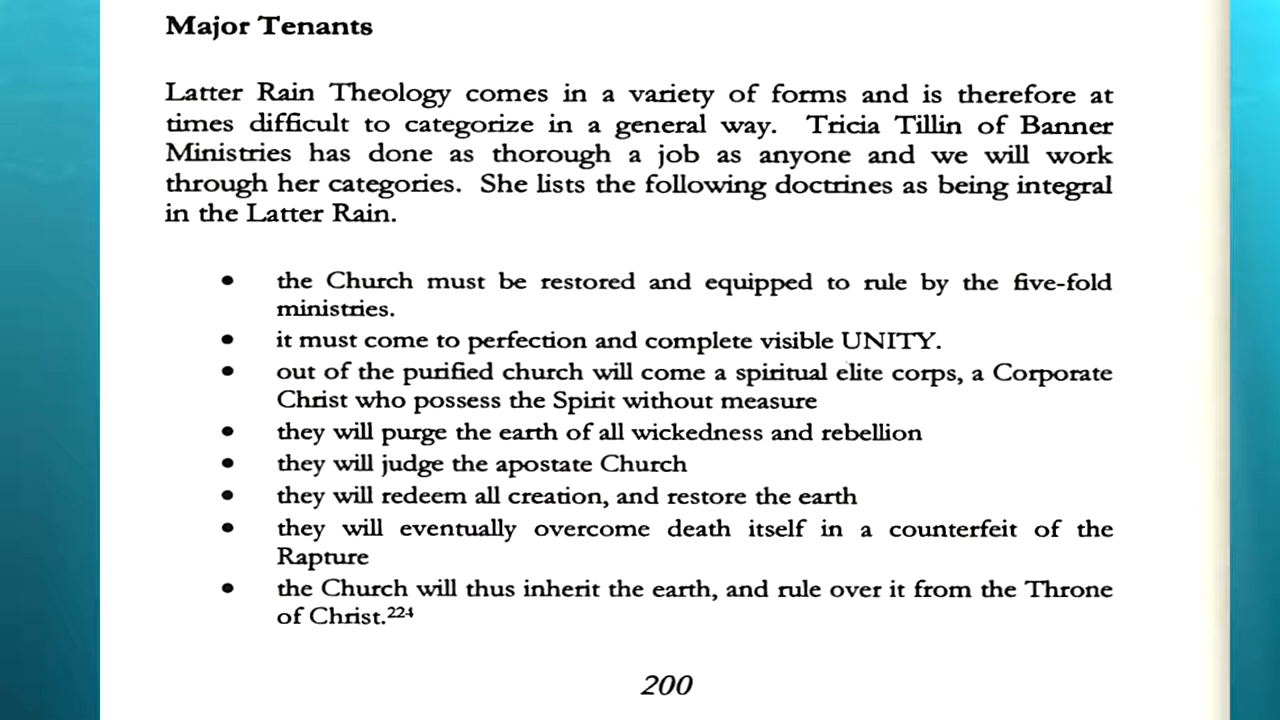 Major Tenants
Latter Rain Theology comes in a variety of forms and is therefore at
times difficult to categorize in a general way. Tricia Tillin of Banner
Ministries has done as thorough a job as anyone and we will work
through her categories. She lists the following doctrines as being integral
in the Latter Rain.
• the Church must be restored and equipped to rule by the five-fold
ministries.
• it must come to perfection and complete visible UNITY.
• out of the purified church will come a spiritual elite corps, a Corporate
Christ who possess the Spirit without measure
• they will purge the earth of all wickedness and rebellion
• they will judge the apostate Church
• they will redeem all creation, and restore the earth
• they will eventually overcome death itself in a counterfeit of the
Rapture
• the Church will thus inherit the earth, and rule over it from the Throne
of Christ.224
200